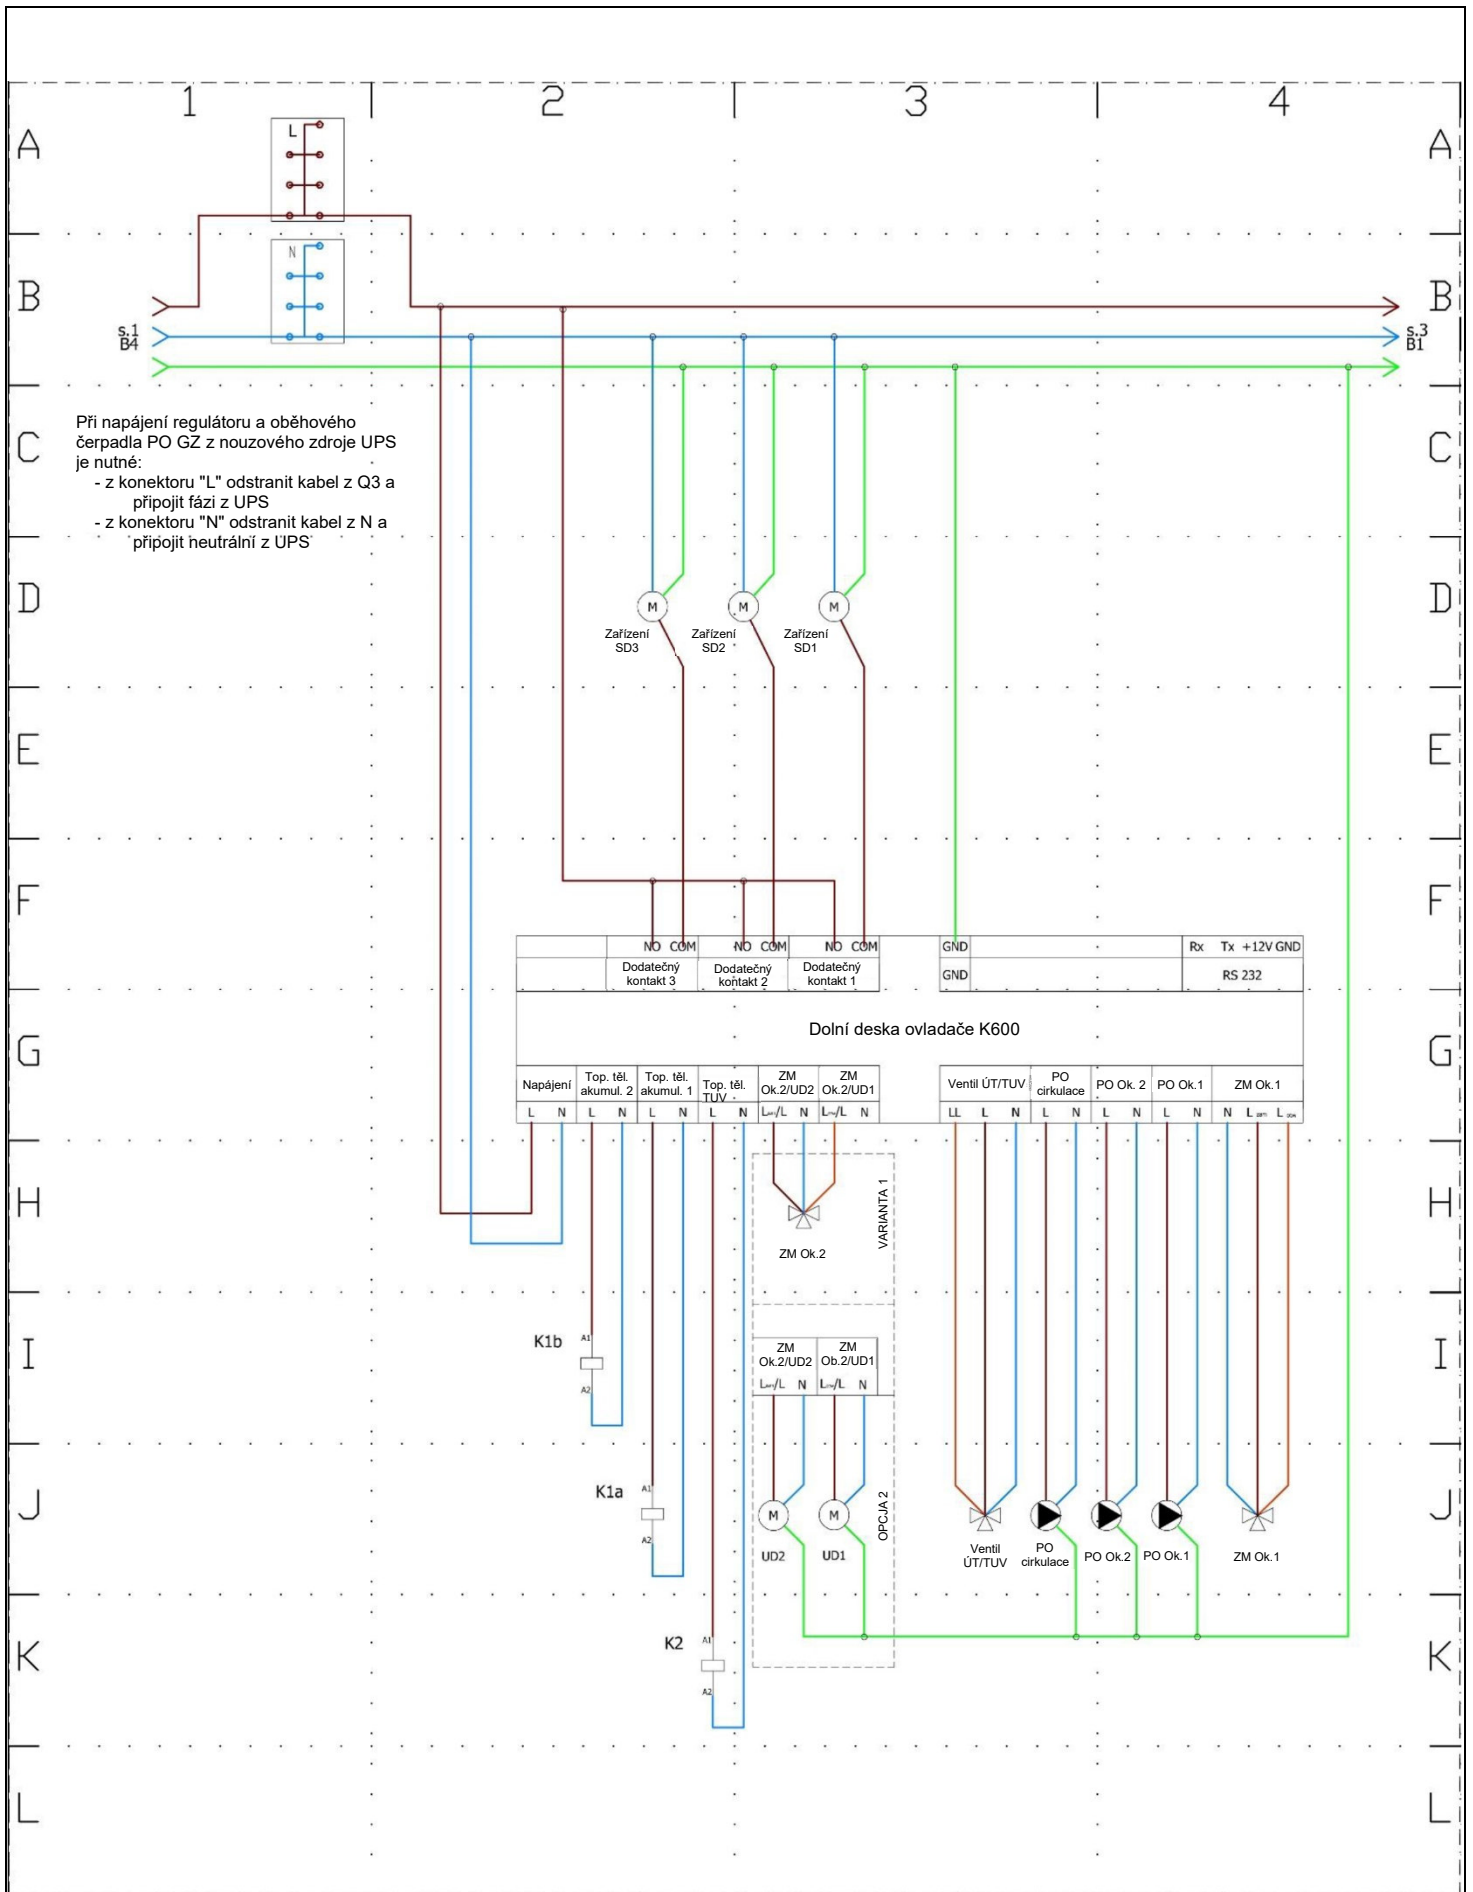 1 2 3 4
A A
L
N
B B
s.1
B4
s.3
B1
Při napájení regulátoru a oběhového
čerpadla PO GZ z nouzového zdroje UPS
je nutné:
- z konektoru "L" odstranit kabel z Q3 a
připojit fázi z UPS
- z konektoru "N" odstranit kabel z N a
připojit neutrální z UPS
C C
D D
M M M
Zařízení
SD3
Zařízení
SD2
Zařízení
SD1
E E
F F
NO COM NO COM NO COM GND Rx Tx +12V GND
Dodatečný
kontakt 3
Dodatečný
kontakt 2
Dodatečný
kontakt 1
GND RS 232
G G
Dolní deska ovladače K600
Napájení
Top. těl.
akumul. 2
Top. těl.
akumul. 1
Top. těl.
TUV
ZM
Ok.2/UD2
ZM
Ok.2/UD1
Ventil ÚT/TUV
PO
cirkulace
PO Ok. 2
PO Ok.1
ZM Ok.1
L N L N L N L N L/L N L/L LL L N L N L N L N N L L
H H
VARIANTA 1
ZM Ok.2
I I
K1b
A1
A2
ZM
Ok.2/UD2
ZM
Ob.2/UD1
L/L N L/L N
J J
K1a
A1
A2
M M
UD2 UD1
OPCJA 2
Ventil
ÚT/TUV
PO
cirkulace
PO Ok.2
PO Ok.1
ZM Ok.1
K K
K2
A1
A2
L L